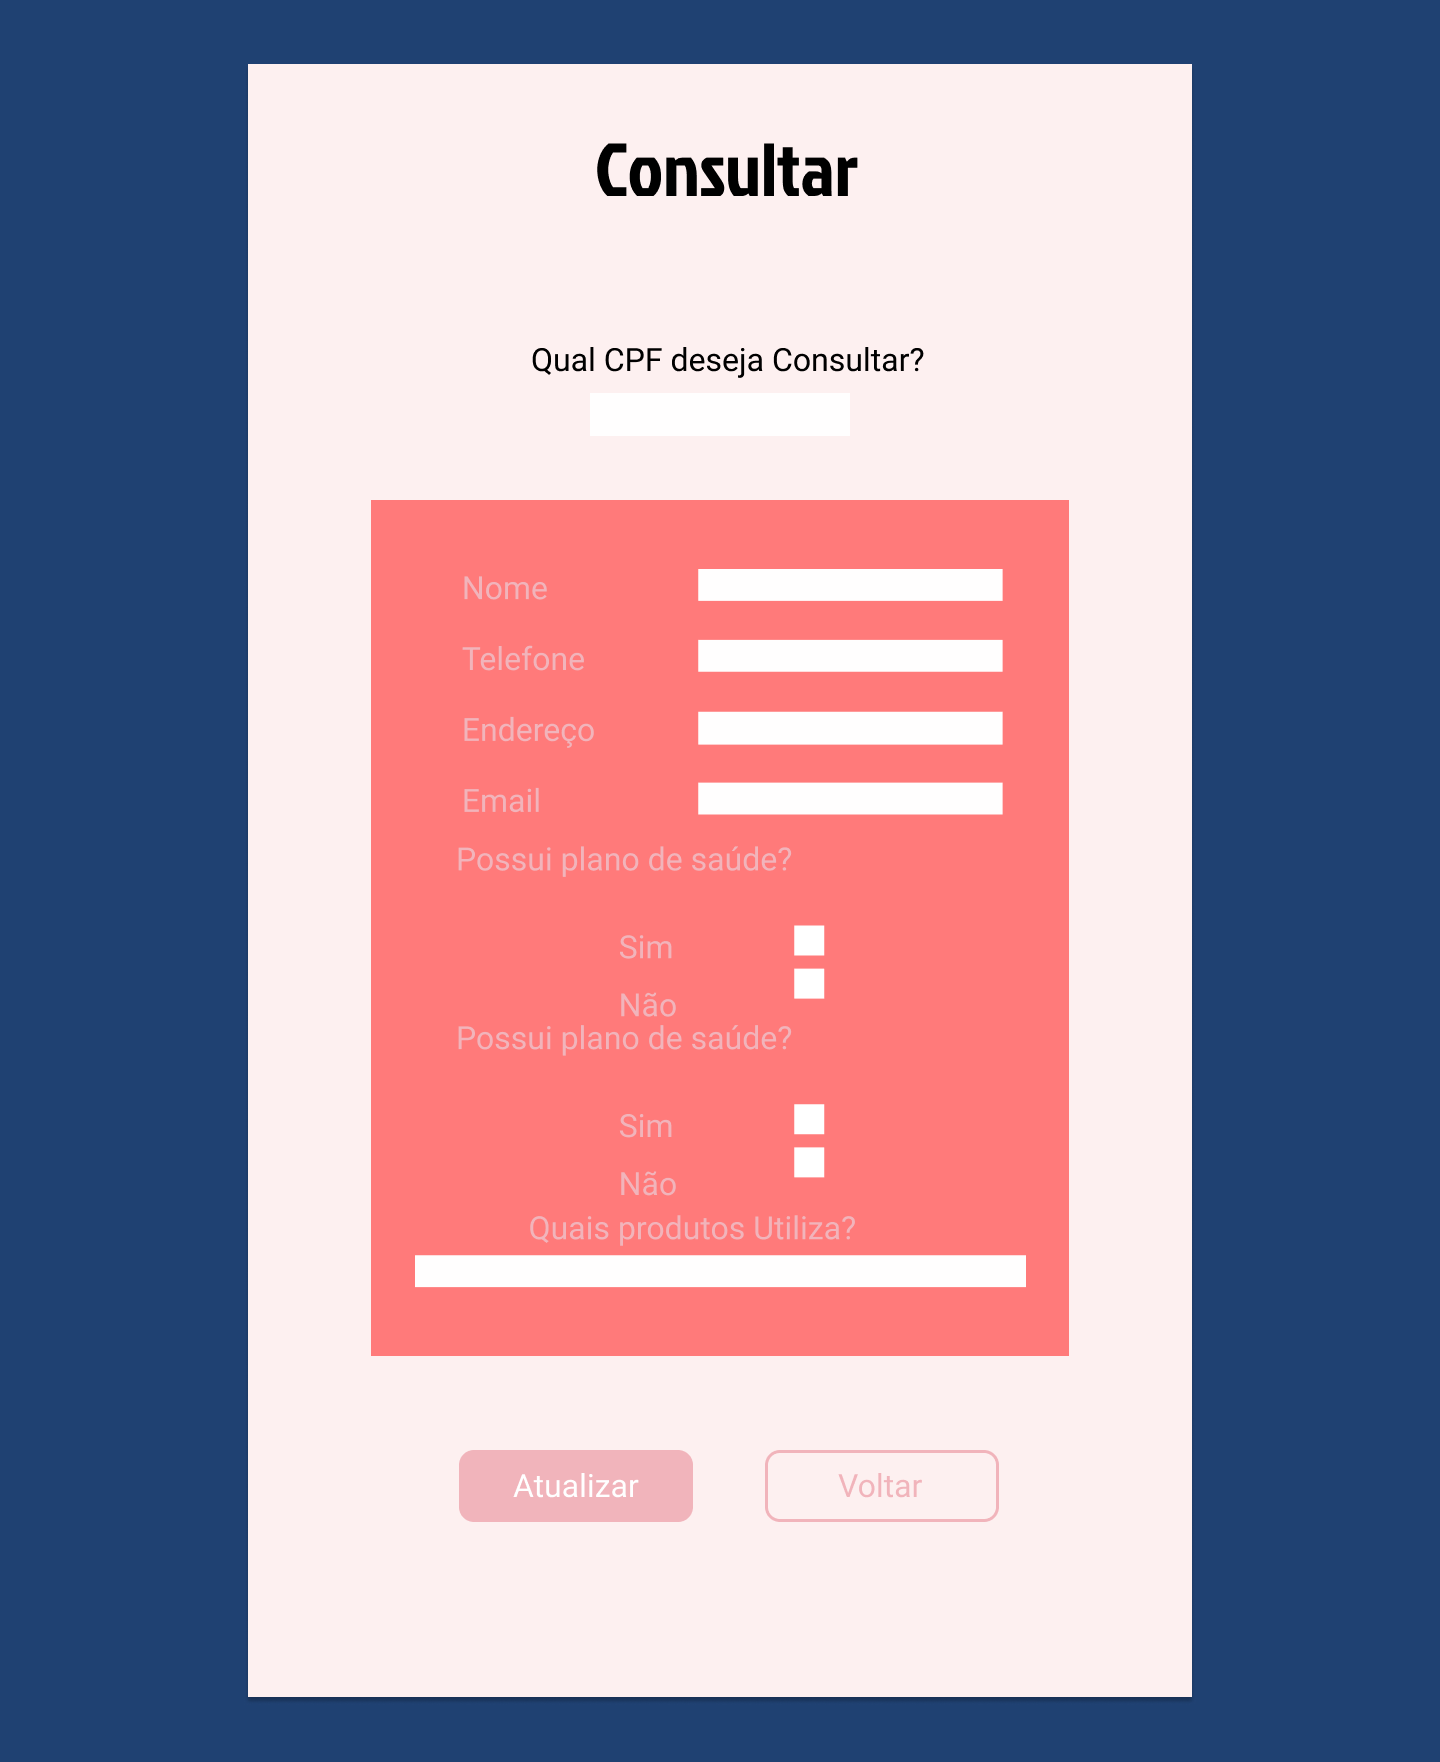 Consultar
Qual CPF deseja Consultar?
Nome
Telefone
Endereço
Email
Possui plano de saúde?
Sim
Não
Possui plano de saúde?
Sim
Não
Quais produtos Utiliza?
Atualizar
Voltar